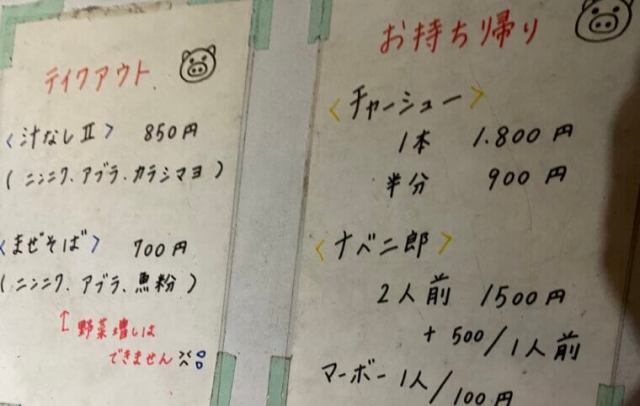 テイクアウト
<汁なしⅡ> 850円
(ニンニク、アブラ、カラシマヨ)
<まぜそば> 700円
(ニンニク、アブラ、魚粉)
↑野菜増しは
できません
お持ち帰り
<チャーシュー>
1本 1.800円
半分 900円
<ナベ二郎>
2人前 1500円
+500/1人前
マーボー1人/100円